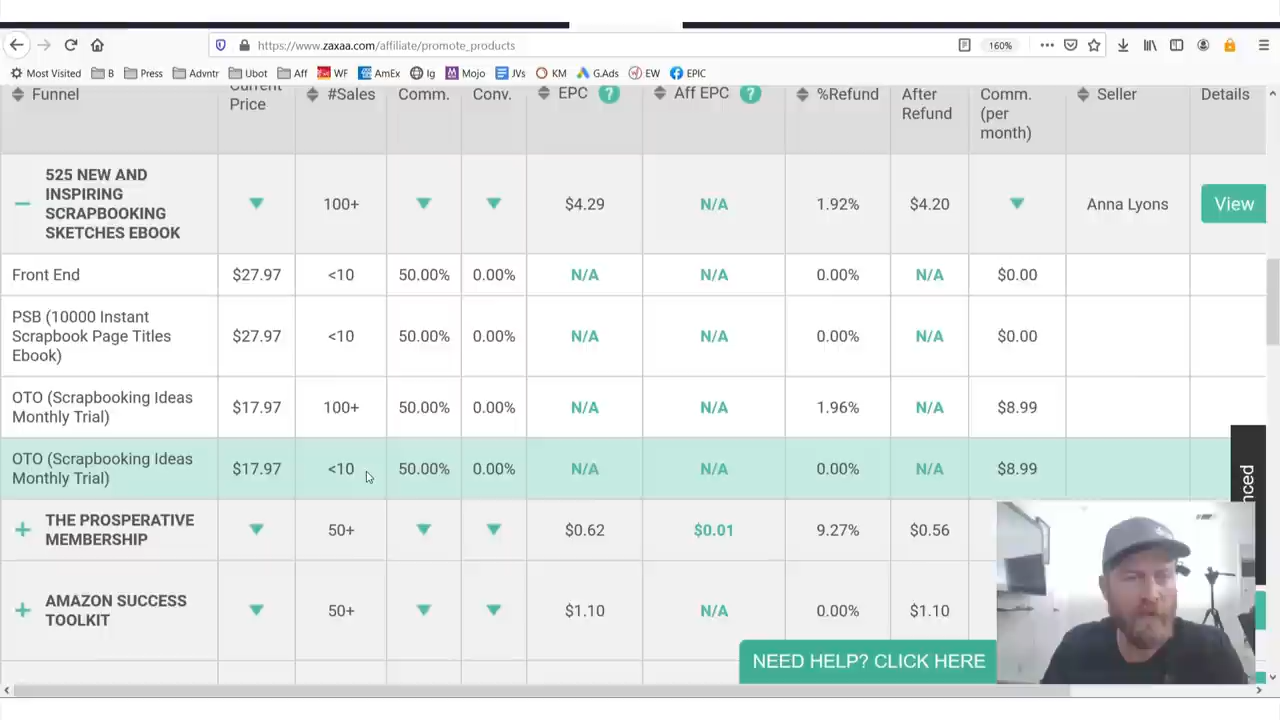 https://www.zaxaa.com/affiliate/promote_products
160%
Most Visited
B
Press
Advntr
Ubot
Aff
WF
AmEx
Ig
Mojo
JVs
KM
G.Ads
EW
EPIC
Funnel
Current
Price
#Sales
Comm.
Conv.
EPC ?
Aff EPC ?
%Refund
After
Refund
Comm.
(per
month)
Seller
Details
525 NEW AND
INSPIRING
SCRAPBOOKING
SKETCHES EBOOK
100+
$4.29
N/A
1.92%
$4.20
Anna Lyons
View
Front End
$27.97
<10
50.00%
0.00%
N/A
N/A
0.00%
N/A
$0.00
PSB (10000 Instant
Scrapbook Page Titles
Ebook)
$27.97
<10
50.00%
0.00%
N/A
N/A
0.00%
N/A
$0.00
OTO (Scrapbooking Ideas
Monthly Trial)
$17.97
100+
50.00%
0.00%
N/A
N/A
1.96%
N/A
$8.99
OTO (Scrapbooking Ideas
Monthly Trial)
$17.97
<10
50.00%
0.00%
N/A
N/A
0.00%
N/A
$8.99
nced
THE PROSPERATIVE
MEMBERSHIP
50+
$0.62
$0.01
9.27%
$0.56
AMAZON SUCCESS
TOOLKIT
50+
$1.10
N/A
0.00%
$1.10
NEED HELP? CLICK HERE